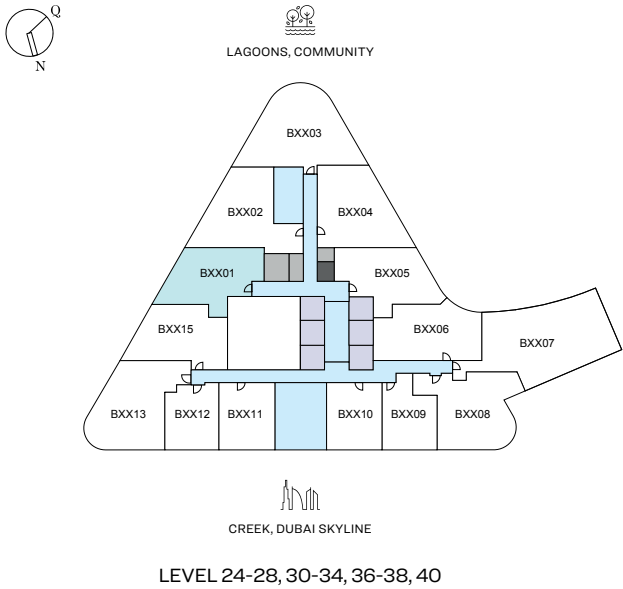 Q
N
LAGOONS, COMMUNITY
BXX03
BXX02
BXX04
BXX01
BXX05
BXX15
BXX06
BXX07
BXX13
BXX12
BXX11
BXX10
BXX09
BXX08
CREEK, DUBAI SKYLINE
LEVEL 24-28, 30-34, 36-38, 40